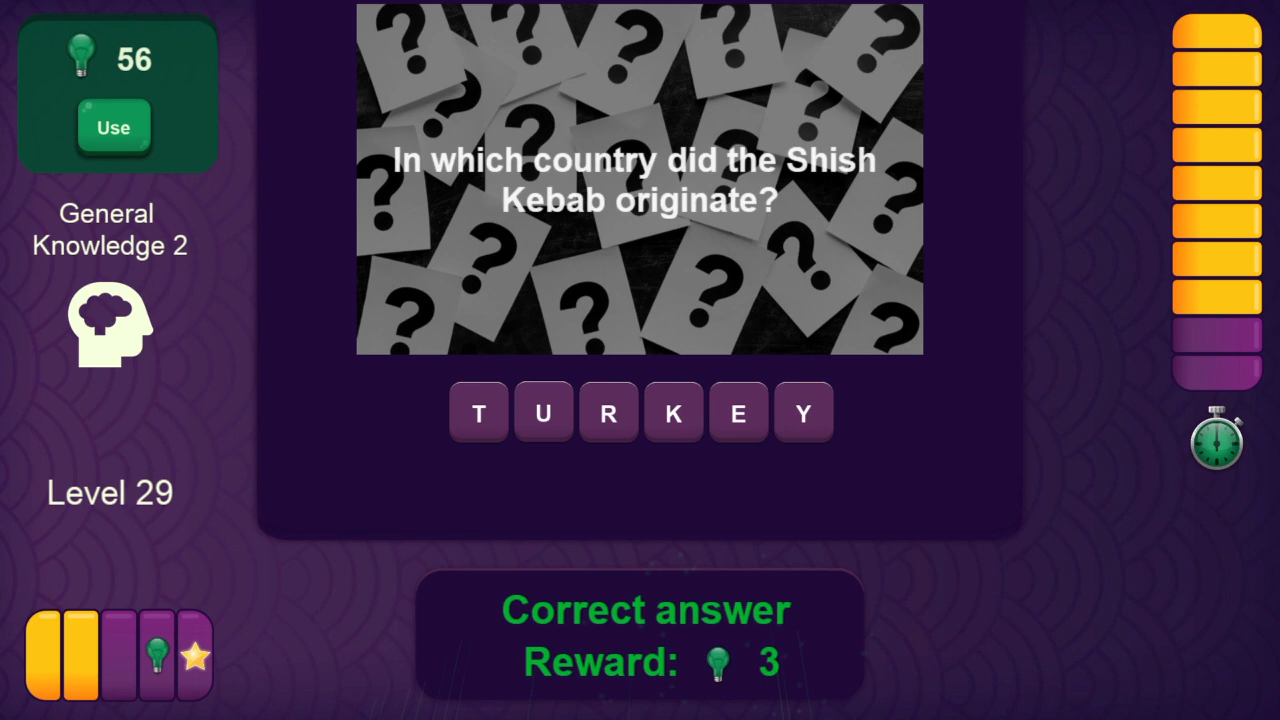 56
Use
General
Knowledge 2
Level 29
In which country did the Shish
Kebab originate?
T U R K E Y
Correct answer
Reward: 3